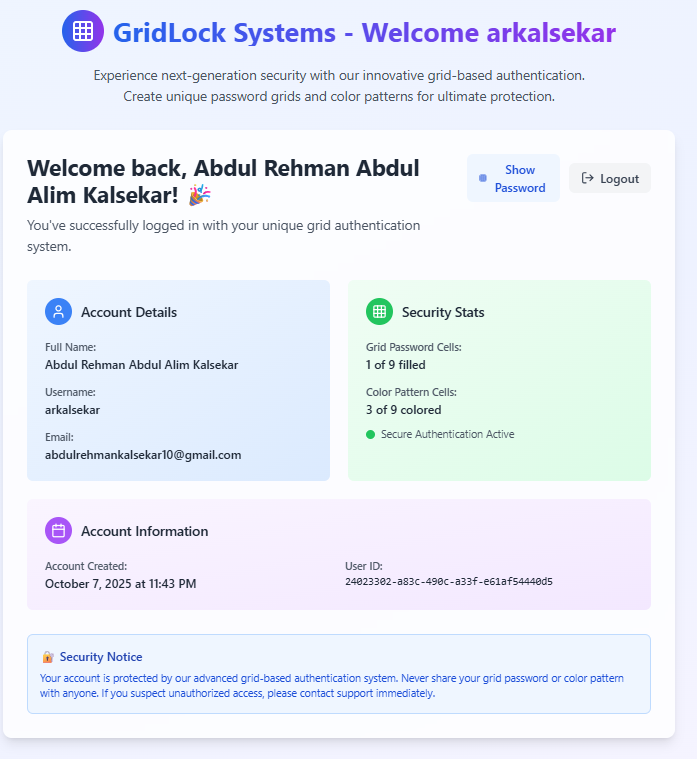 GridLock Systems - Welcome arkalsekar
Experience next-generation security with our innovative grid-based authentication.
Create unique password grids and color patterns for ultimate protection.
Welcome back, Abdul Rehman Abdul
Alim Kalsekar! 🎉
Show
Password
Logout
You've successfully logged in with your unique grid authentication
system.
Account Details
Full Name:
Abdul Rehman Abdul Alim Kalsekar
Username:
arkalsekar
Email:
abdulrehmankalsekar10@gmail.com
Security Stats
Grid Password Cells:
1 of 9 filled
Color Pattern Cells:
3 of 9 colored
Secure Authentication Active
Account Information
Account Created:
October 7, 2025 at 11:43 PM
User ID:
24023302-a83c-490c-a33f-e61af54440d5
🔐 Security Notice
Your account is protected by our advanced grid-based authentication system. Never share your grid password or color pattern
with anyone. If you suspect unauthorized access, please contact support immediately.